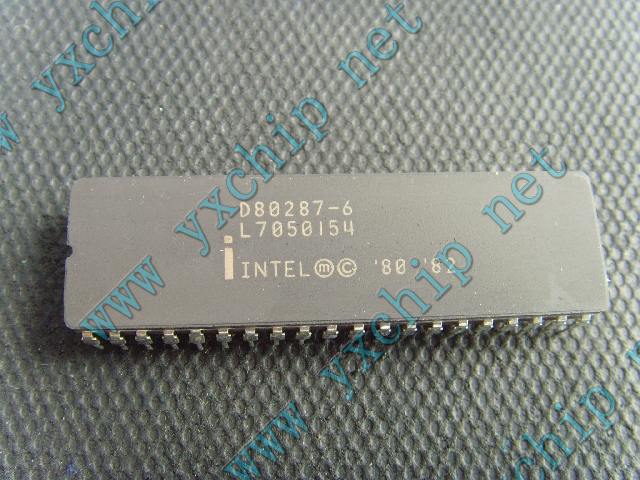 www yxchip net
D80287-6
L7050154
i INTEL Ⓜ © '80 '82
www yxchip net
www yxchip net